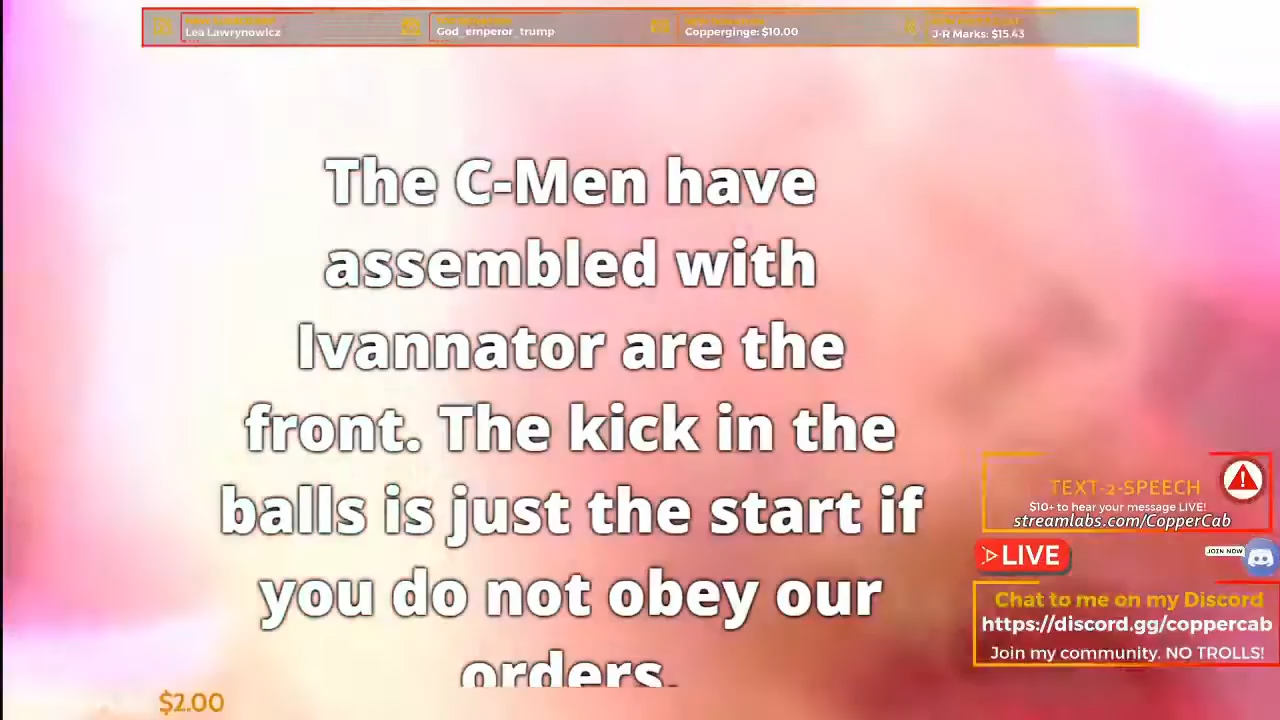 Lea Lawrynowicz
God_emperor_trump
Copperginge: $10.00
J-R Marks: $15.43
The C-Men have
assembled with
Ivannator are the
front. The kick in the
balls is just the start if
you do not obey our
orders.
$2.00
TEXT-2-SPEECH
$10+ to hear your message LIVE!
streamlabs.com/CopperCab
LIVE
JOIN NOW
Chat to me on my Discord
https://discord.gg/coppercab
Join my community. NO TROLLS!